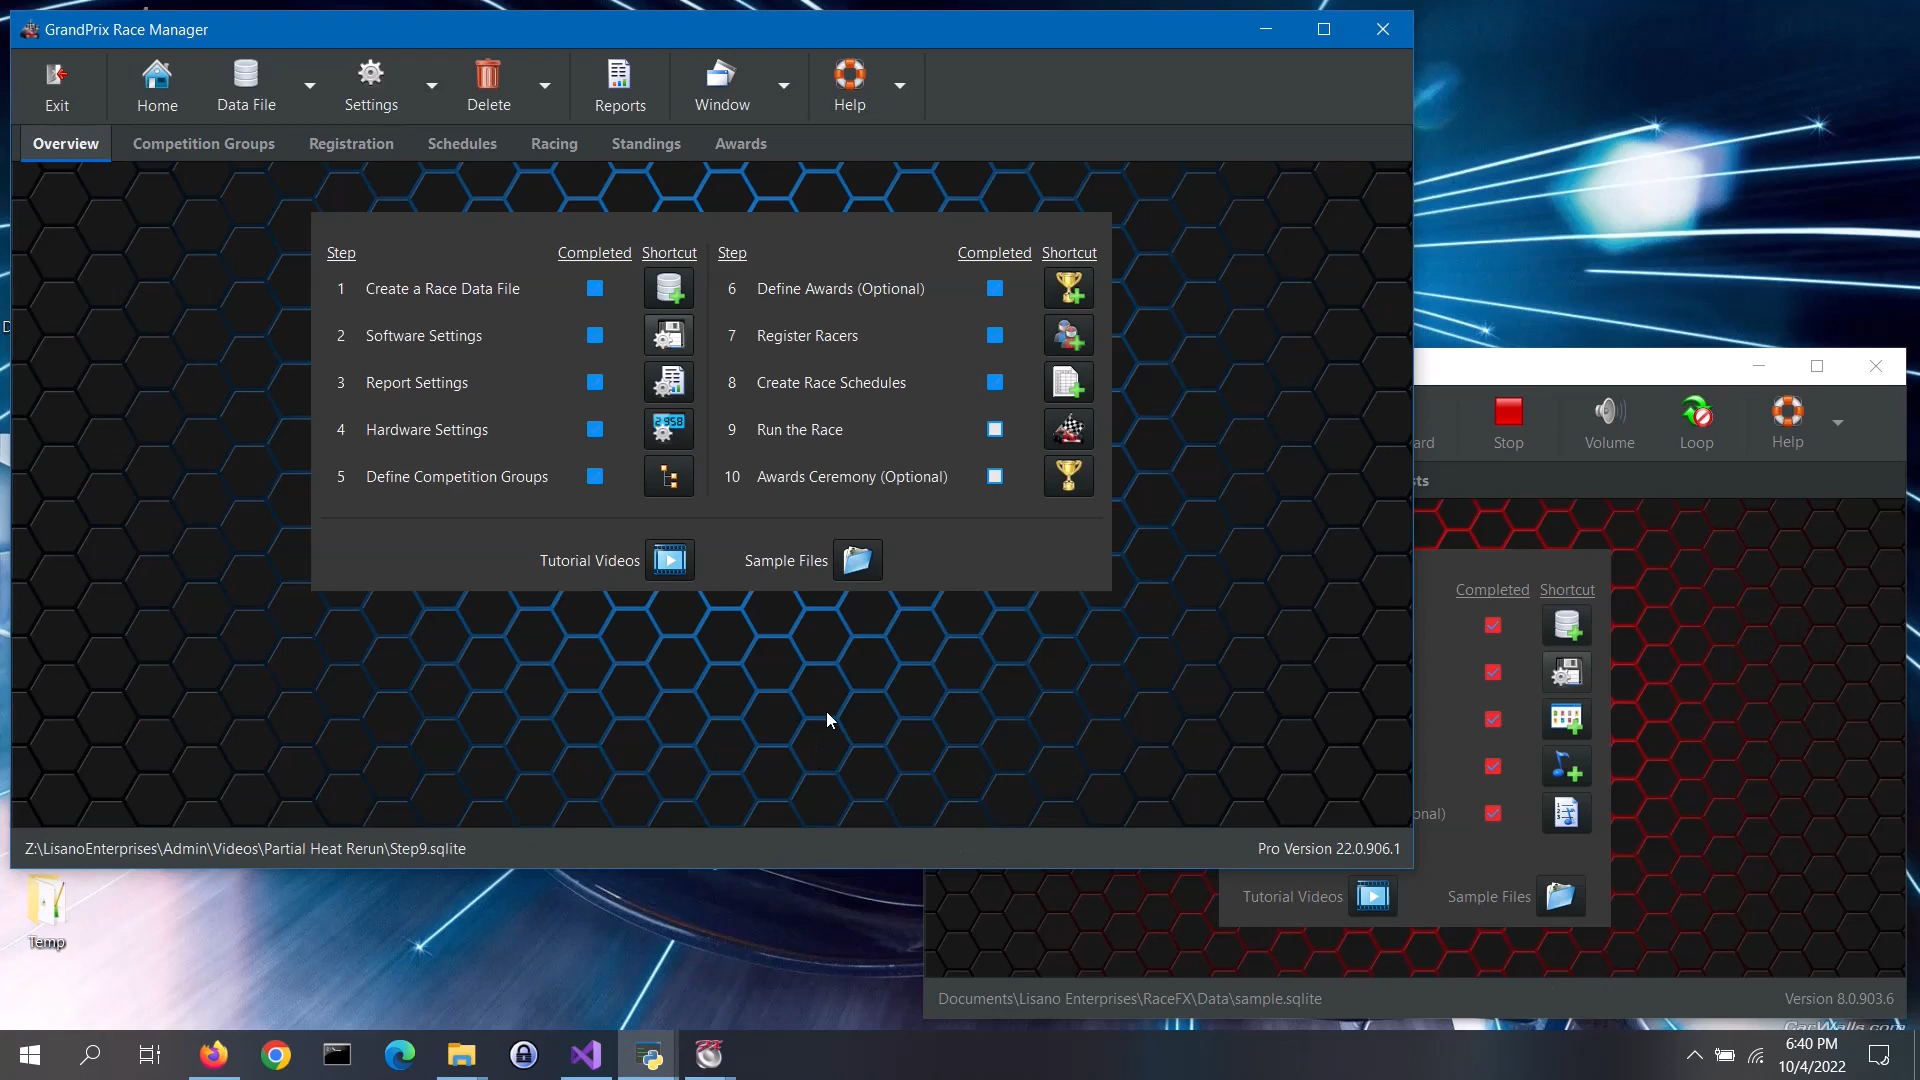 GrandPrix Race Manager
Exit
Home
Data File
Settings
Delete
Reports
Window
Help
Overview
Competition Groups
Registration
Schedules
Racing
Standings
Awards
Step Completed Shortcut Step Completed Shortcut
1 Create a Race Data File
6 Define Awards (Optional)
2 Software Settings
7 Register Racers
3 Report Settings
8 Create Race Schedules
4 Hardware Settings
9 Run the Race
5 Define Competition Groups
10 Awards Ceremony (Optional)
Tutorial Videos
Sample Files
Z:\LisanoEnterprises\Admin\Videos\Partial Heat Rerun\Step9.sqlite
Pro Version 22.0.906.1
ard
Stop
Volume
Loop
Help
sts
Completed Shortcut
onal)
Tutorial Videos
Sample Files
Documents\Lisano Enterprises\RaceFX\Data\sample.sqlite
Version 8.0.903.6
Temp
CarWalls.com
6:40 PM
10/4/2022